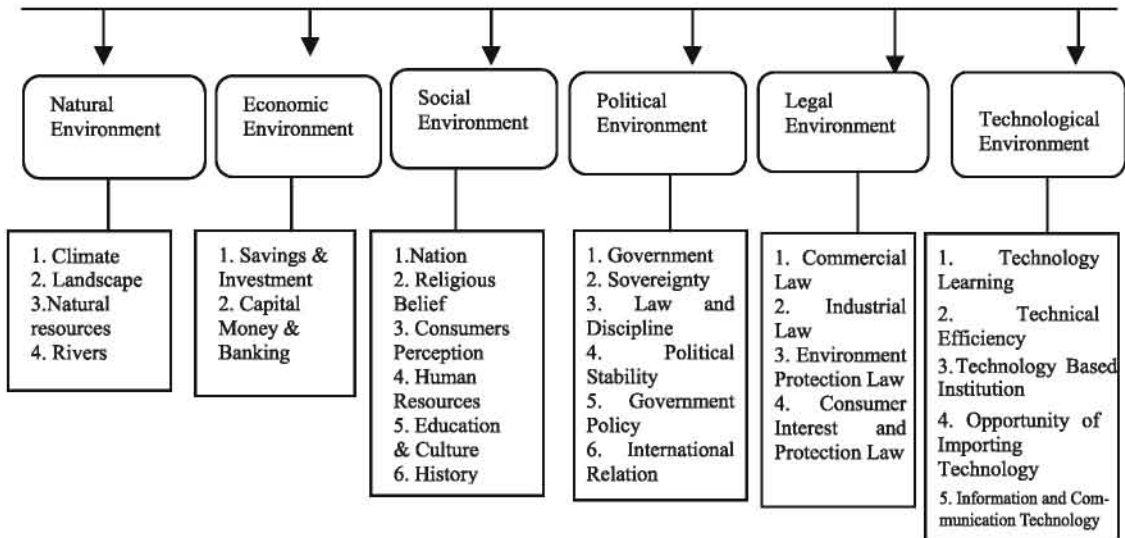 Natural
Environment
Economic
Environment
Social
Environment
Political
Environment
Legal
Environment
Technological
Environment
1. Climate
2. Landscape
3.Natural
resources
4. Rivers
1. Savings &
Investment
2. Capital
Money &
Banking
1.Nation
2. Religious
Belief
3. Consumers
Perception
4. Human
Resources
5. Education
& Culture
6. History
1. Government
2. Sovereignty
3. Law and
Discipline
4. Political
Stability
5. Government
Policy
6. International
Relation
1. Commercial
Law
2. Industrial
Law
3. Environment
Protection Law
4. Consumer
Interest and
Protection Law
1. Technology
Learning
2. Technical
Efficiency
3.Technology Based
Institution
4. Opportunity of
Importing
Technology
5. Information and Com-
munication Technology